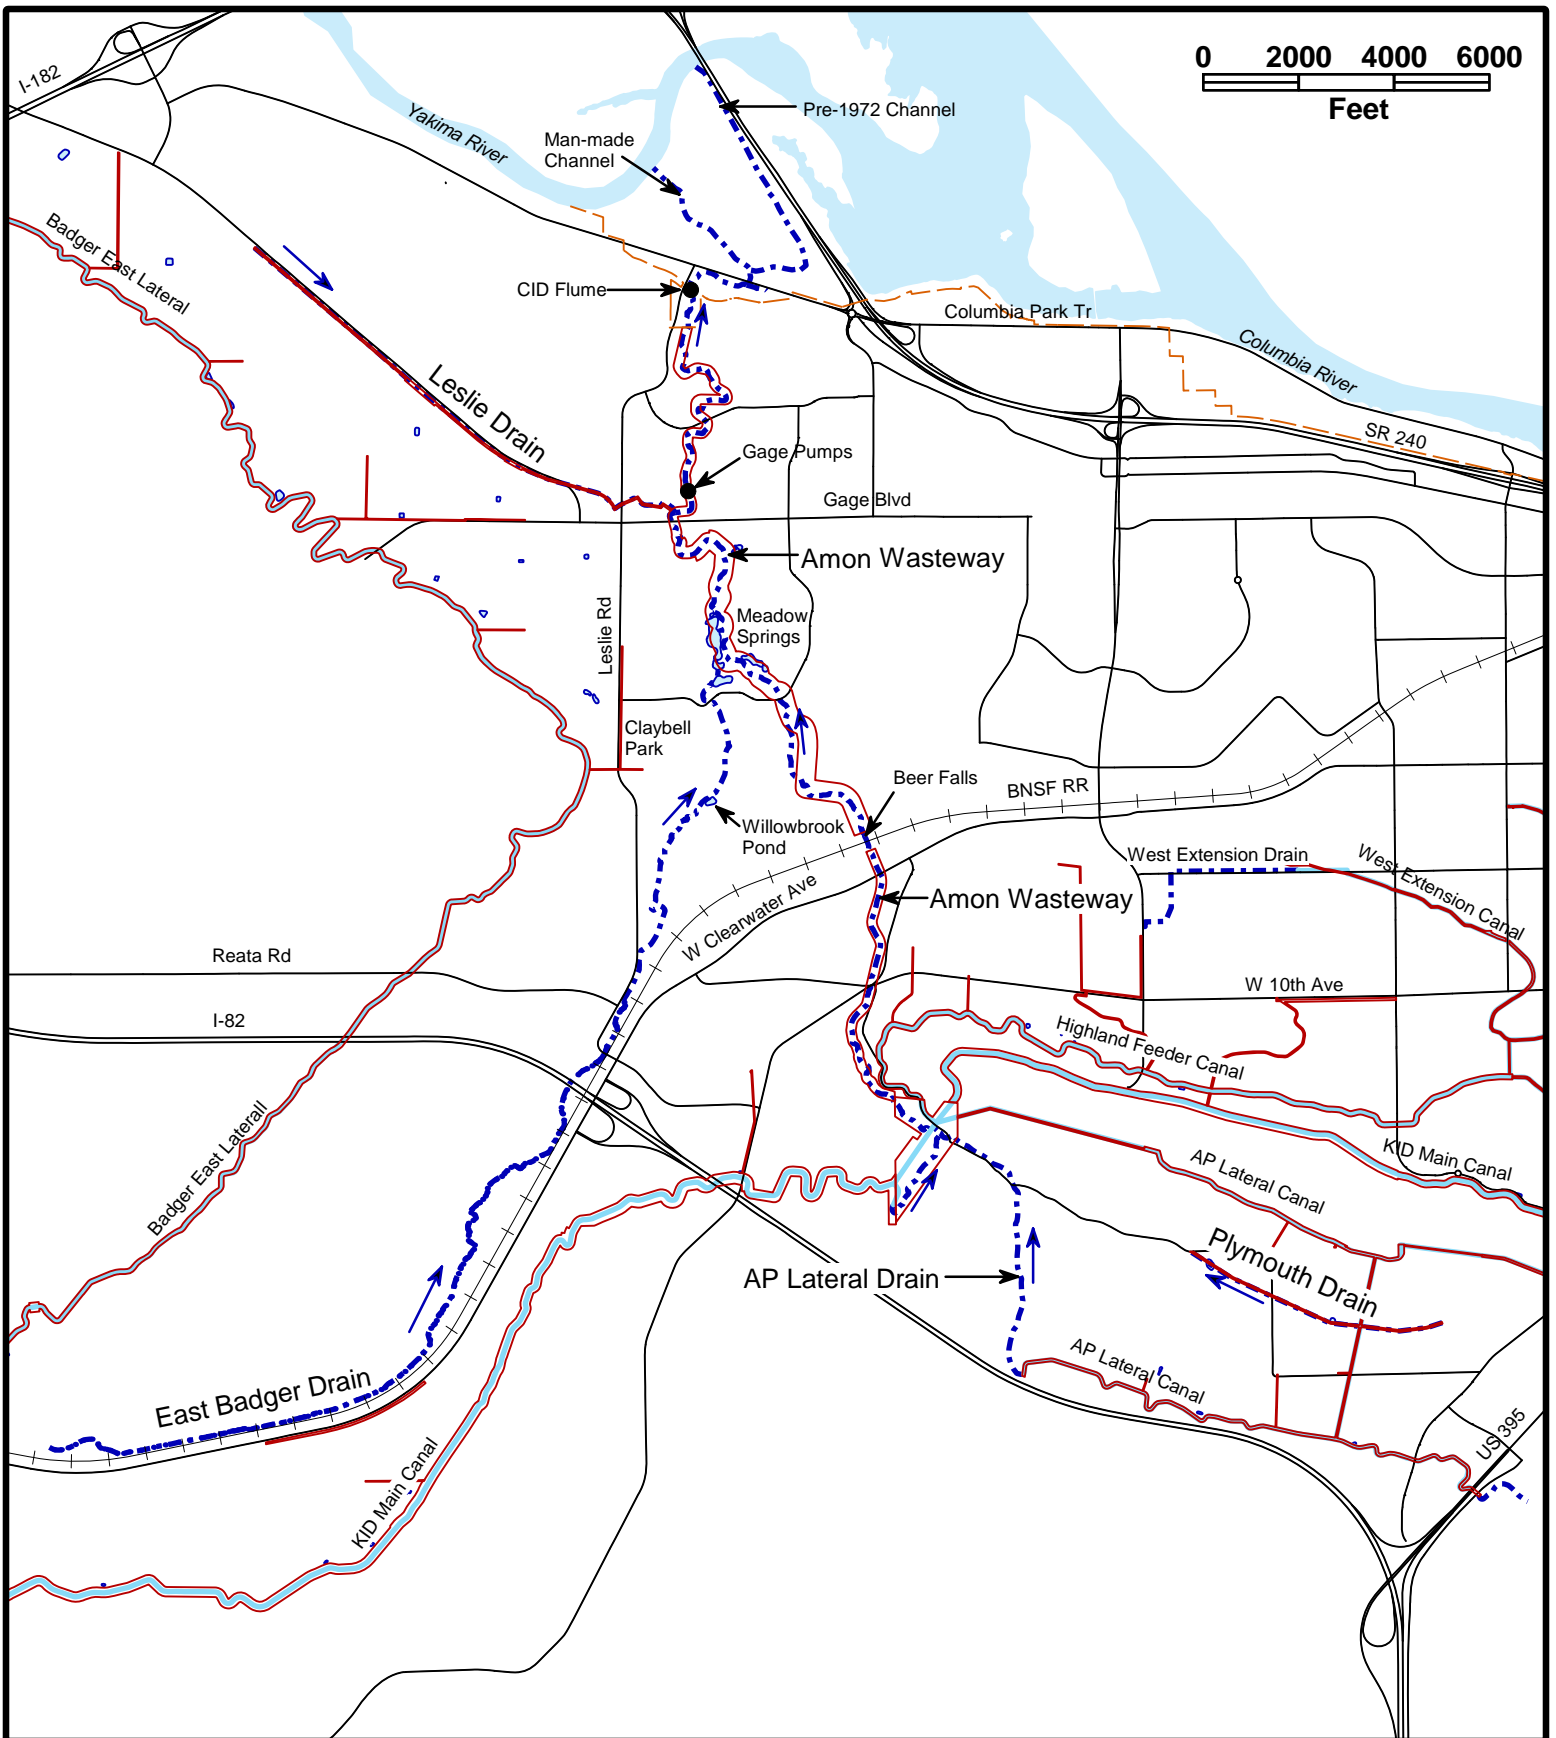 0 2000 4000 6000
Feet
I-182
Yakima River
Pre-1972 Channel
Man-made
Channel
Badger East Lateral
CID Flume
Columbia Park Tr
Columbia River
Leslie Drain
SR 240
Gage Pumps
Gage Blvd
Amon Wasteway
Leslie Rd
Meadow
Springs
Claybell
Park
Beer Falls
BNSF RR
Willowbrook
Pond
West Extension Drain
West Extension Canal
W Clearwater Ave
Amon Wasteway
Reata Rd
W 10th Ave
I-82
Highland Feeder Canal
Badger East Laterall
KID Main Canal
AP Lateral Canal
Plymouth Drain
AP Lateral Drain
AP Lateral Canal
East Badger Drain
US 395
KID Main Canal